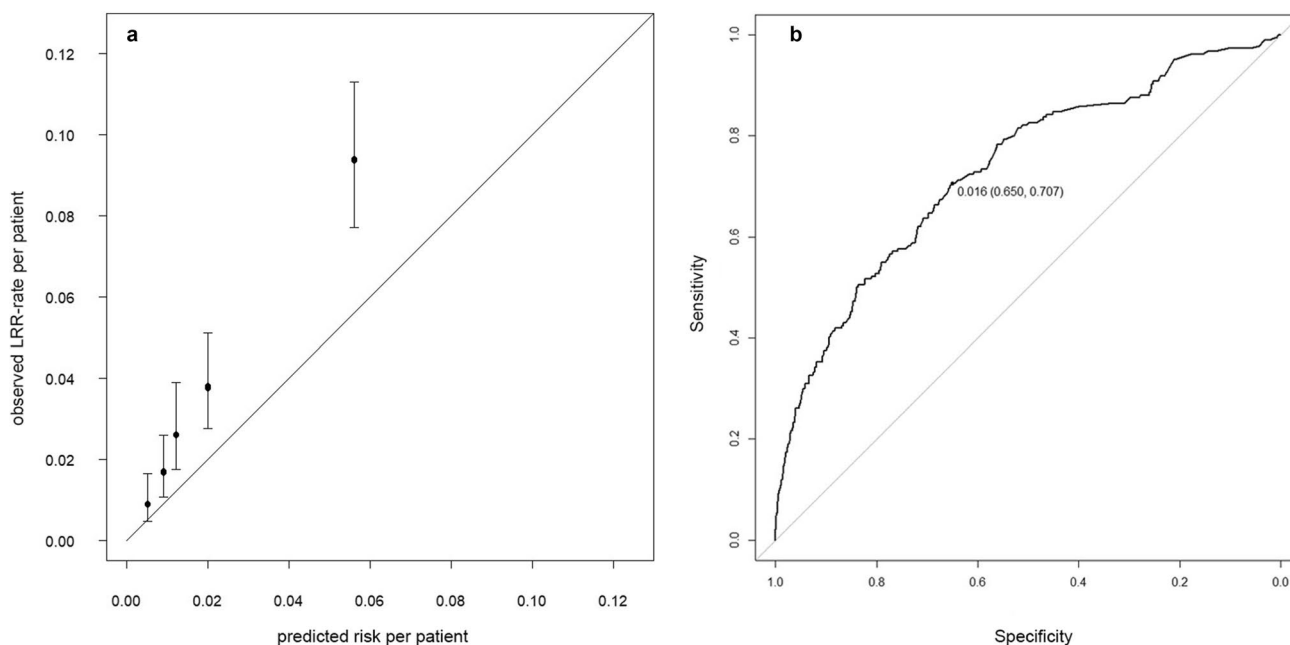 a
observed LRR-rate per patient
0.12
0.10
0.08
0.06
0.04
0.02
0.00
0.00 0.02 0.04 0.06 0.08 0.10 0.12
predicted risk per patient
b
Sensitivity
1.0
0.8
0.6
0.4
0.2
0.0
0.016 (0.650, 0.707)
1.0 0.8 0.6 0.4 0.2 0.0
Specificity